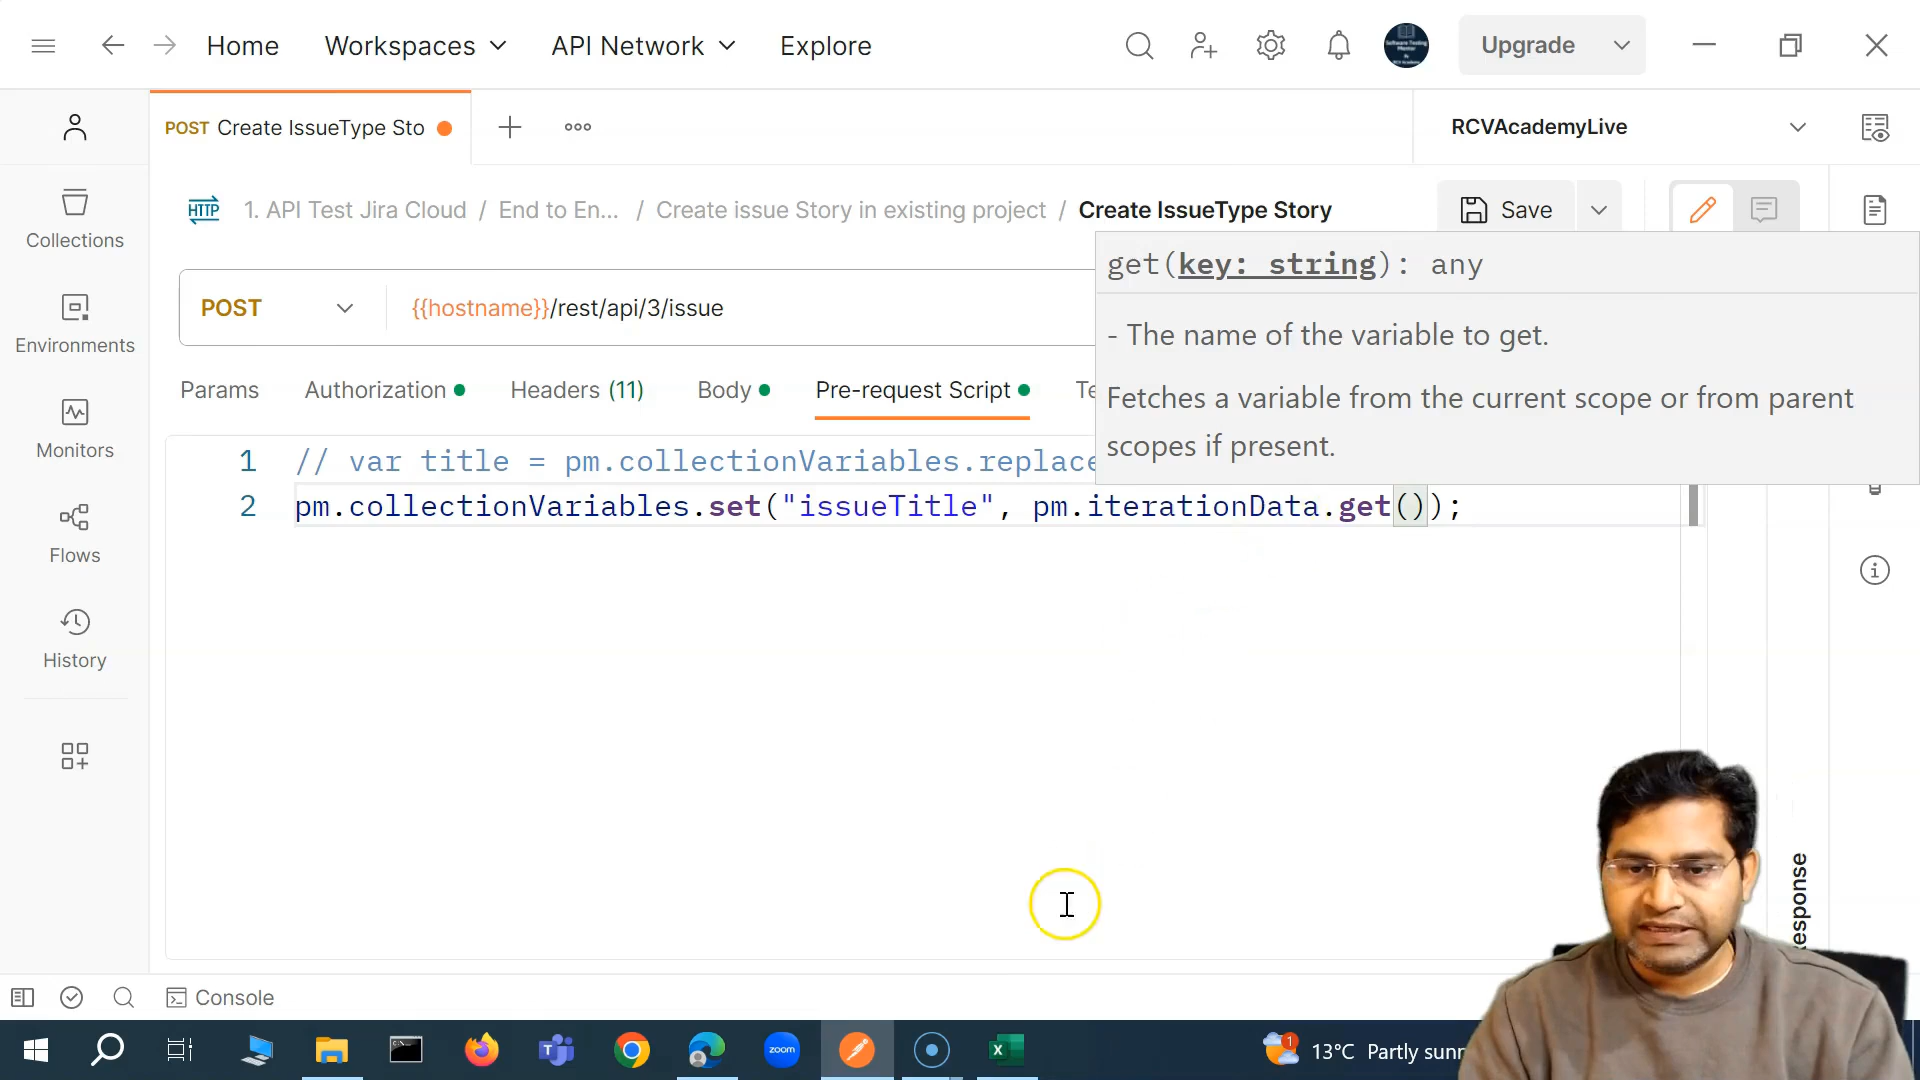 Home Workspaces API Network Explore Upgrade
POST Create IssueType Sto RCVAcademyLive
HTTP 1. API Test Jira Cloud / End to En... / Create issue Story in existing project / Create IssueType Story Save
Collections
get(key: string): any
POST {{hostname}}/rest/api/3/issue
- The name of the variable to get.
Environments
Params Authorization Headers (11) Body Pre-request Script Te
Fetches a variable from the current scope or from parent
scopes if present.
Monitors
1 // var title = pm.collectionVariables.replace
2 pm.collectionVariables.set("issueTitle", pm.iterationData.get());
Flows
History
esponse
Console
zoom
1 13°C Partly sunn